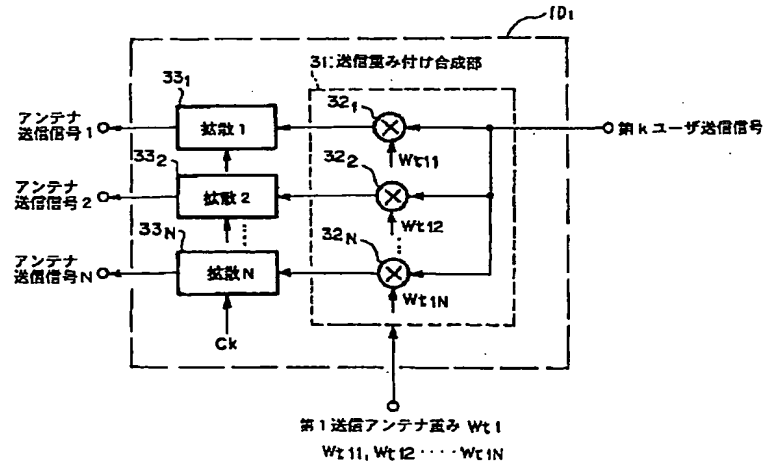 1D1
31:送信重み付け合成部
331
321
アンテナ
送信信号1
拡散1
第kユーザ送信信号
Wt11
332
322
アンテナ
送信信号2
拡散2
Wt12
33N
32N
アンテナ
送信信号N
拡散N
Wt1N
Ck
第1送信アンテナ重み Wt1
Wt11, Wt12 ···· Wt1N